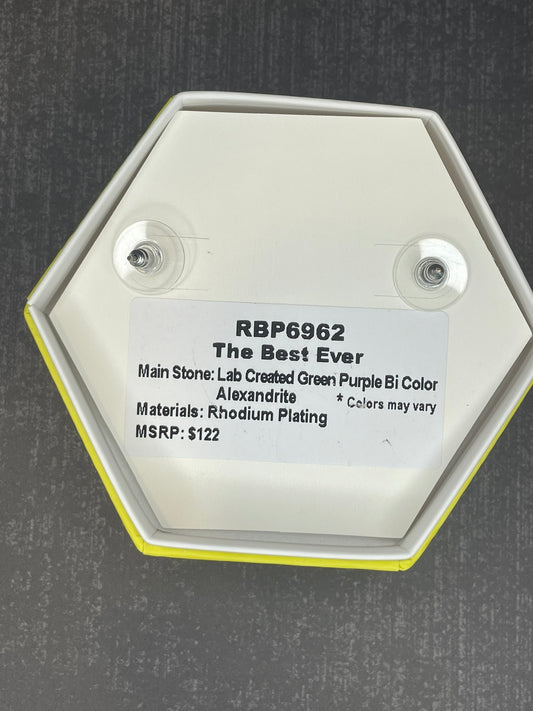 RBP6962
The Best Ever
Main Stone: Lab Created Green Purple Bi Color
Alexandrite * Colors may vary
Materials: Rhodium Plating
MSRP: $122